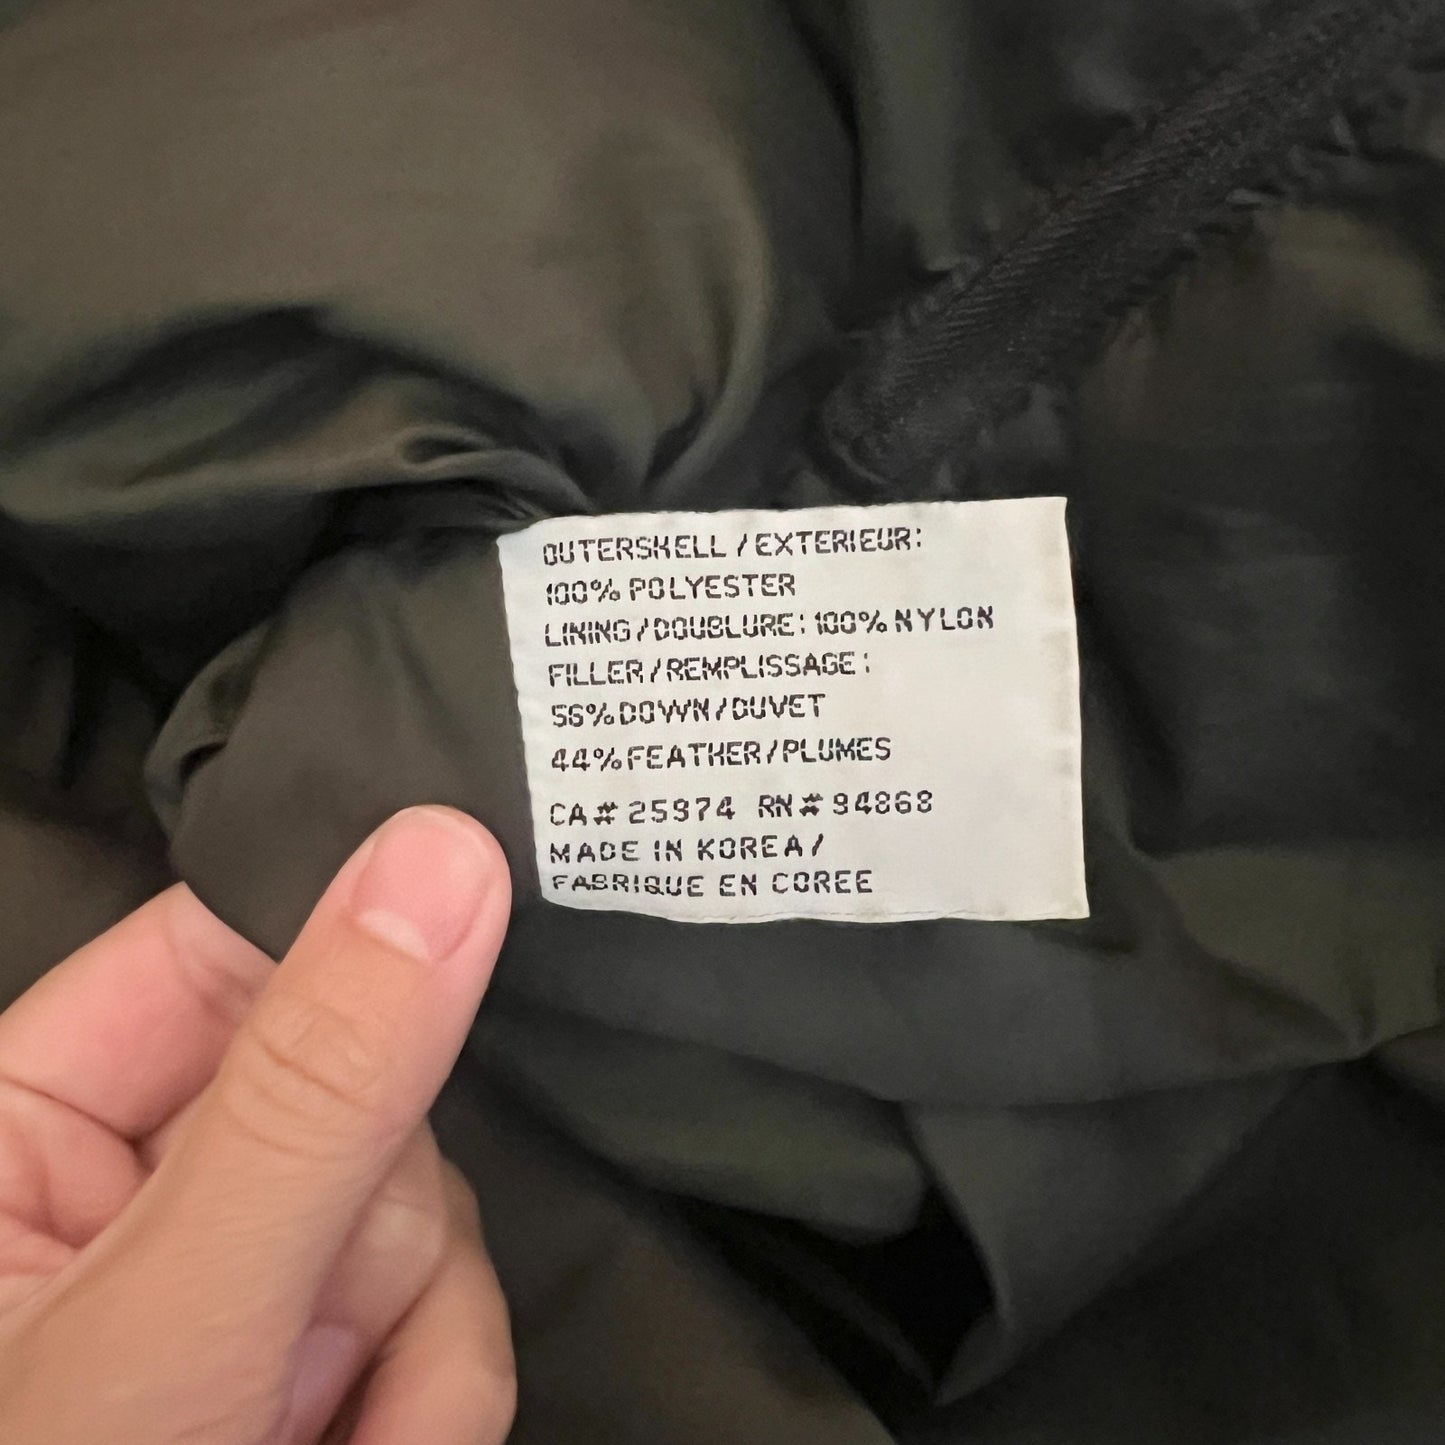 OUTERSHELL/EXTERIEUR:
100% POLYESTER
LINING/DOUBLURE: 100% NYLON
FILLER/REMPLISSAGE:
56% DOWN/DUVET
44% FEATHER/PLUMES
CA# 25974 RN# 94868
MADE IN KOREA/
FABRIQUE EN COREE